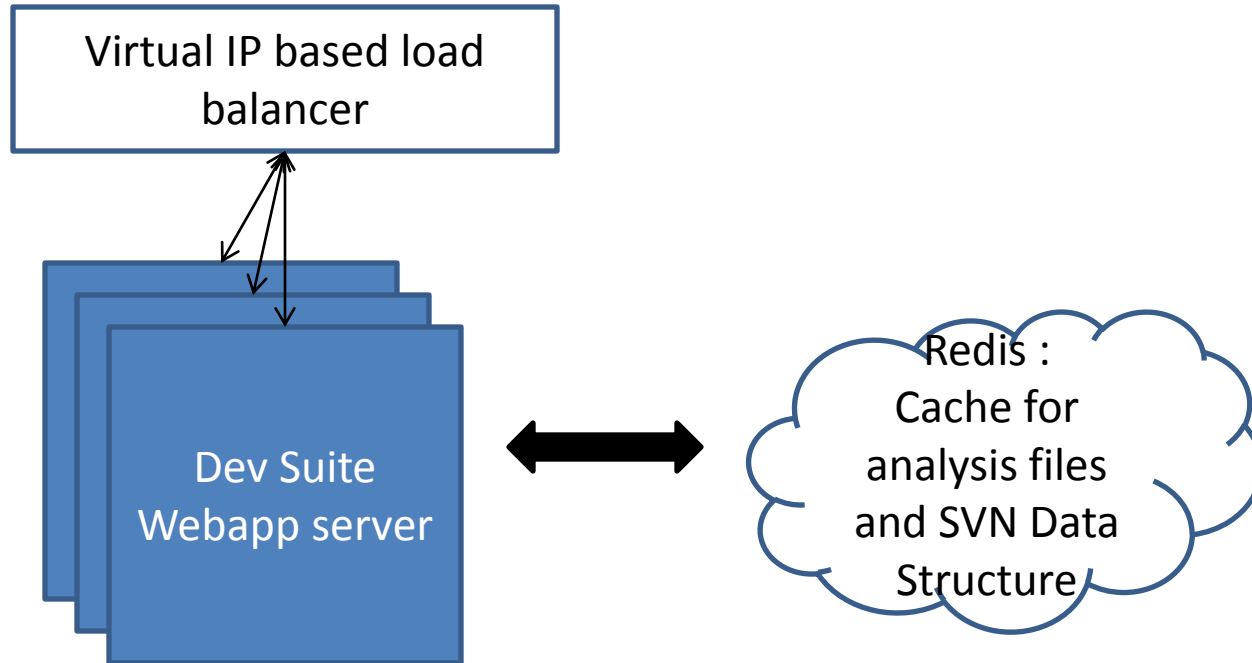 Virtual IP based load
balancer
Dev Suite
Webapp server
Redis :
Cache for
analysis files
and SVN Data
Structure